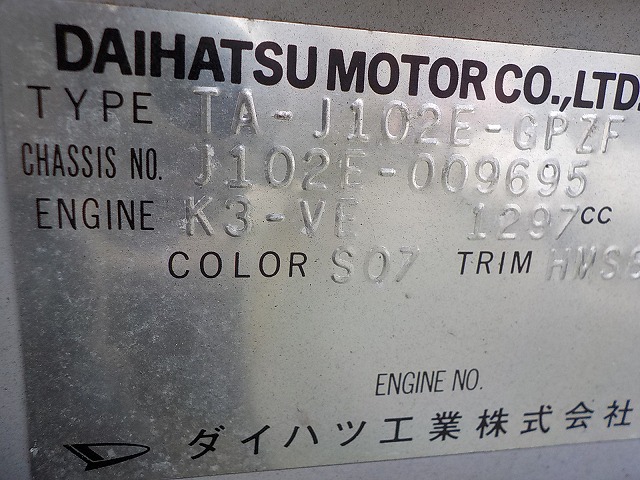 DAIHATSU MOTOR CO.,LTD.
TYPE TA-J102E-GPZF
CHASSIS NO. J102E-009695
ENGINE K3-VE 1297CC
COLOR S07 TRIM
ENGINE NO.
ダイハツ工業株式会社